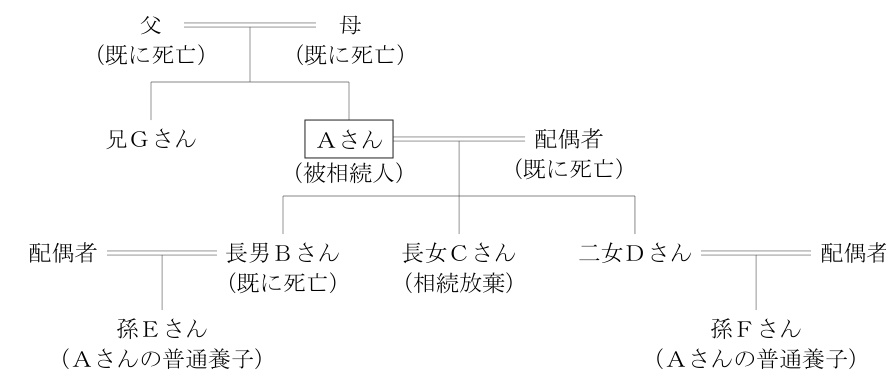 父 母
(既に死亡) (既に死亡)
兄Gさん Aさん 配偶者
(被相続人) (既に死亡)
配偶者 長男Bさん 長女Cさん 二女Dさん 配偶者
(既に死亡) (相続放棄)
孫Eさん 孫Fさん
(Aさんの普通養子) (Aさんの普通養子)